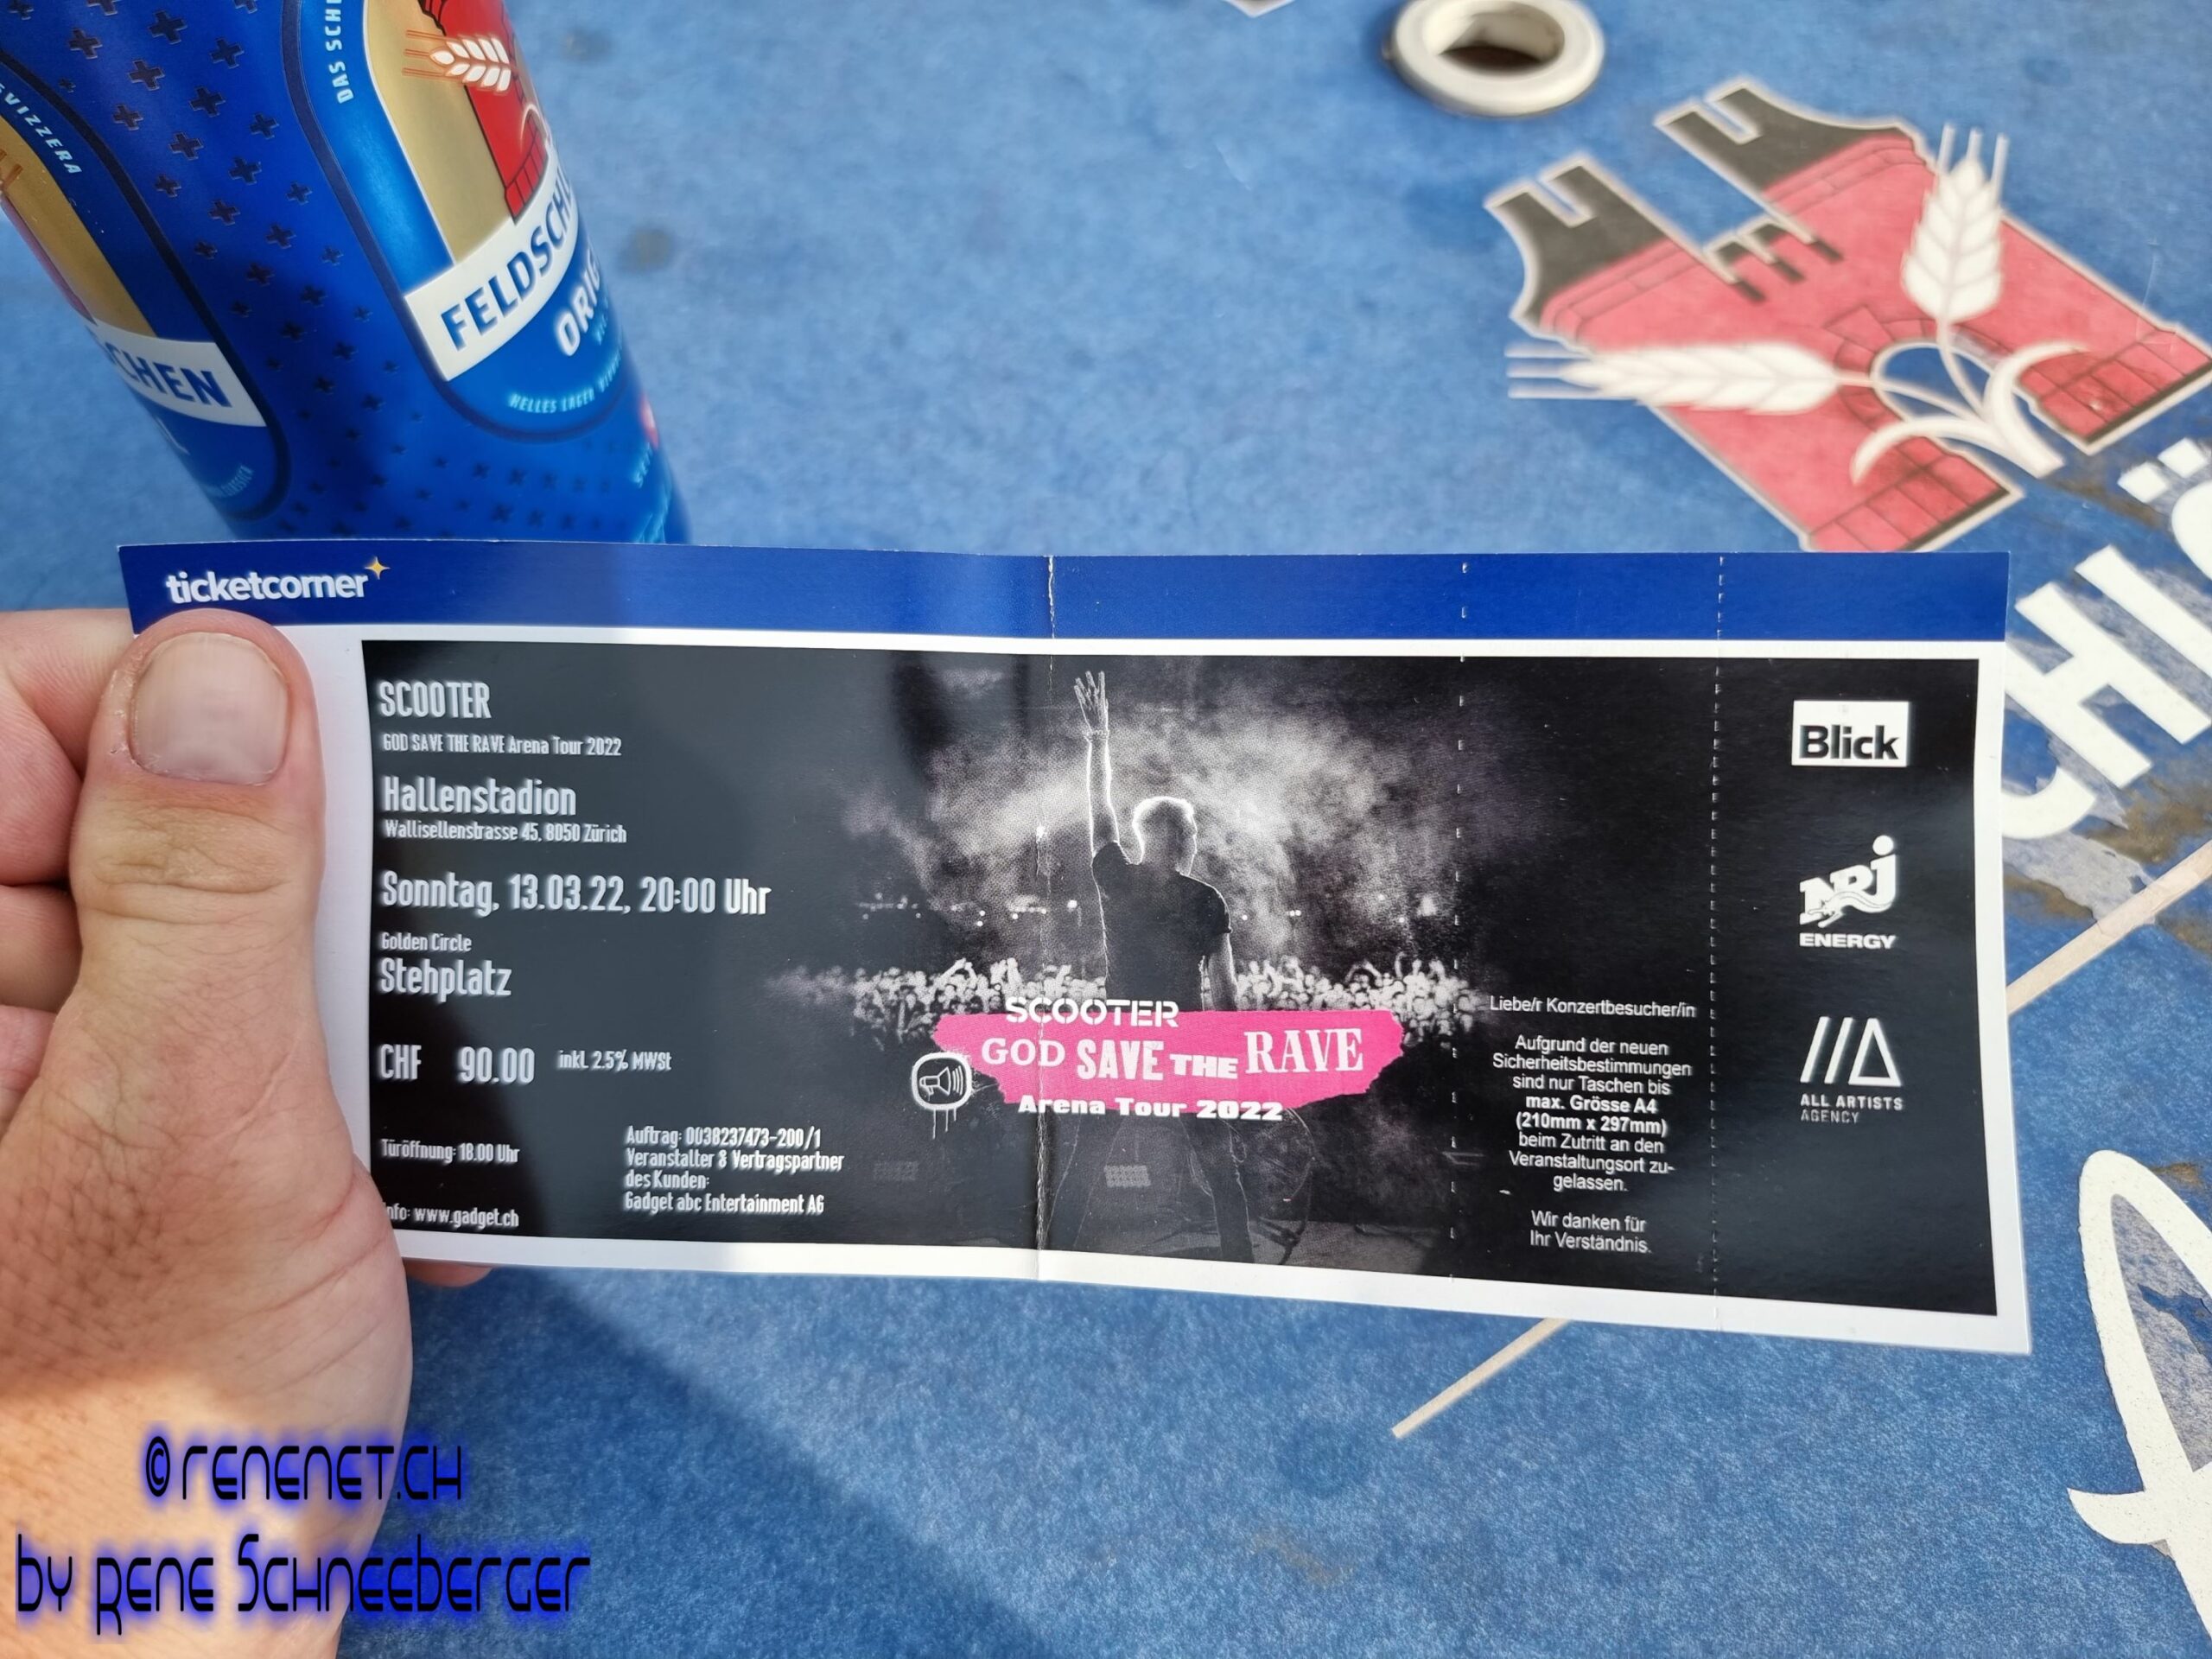 SVIZZERA
DAS SCH
FELDSCH
ORIG
HELLES LAGER
CHEN
ticketcorner
SCOOTER
GOD SAVE THE RAVE Arena Tour 2022
Hallenstadion
Wallisellenstrasse 45, 8050 Zürich
Sonntag, 13.03.22, 20:00 Uhr
Golden Circle
Stehplatz
CHF 90.00 inkl. 2.5% MWSt
Türöffnung: 18.00 Uhr
Info: www.gadget.ch
Auftrag: 0038237473-200/1
Veranstalter & Vertragspartner
des Kunden:
Gadget abc Entertainment AG
SCOOTER
GOD SAVE THE RAVE
Arena Tour 2022
Liebe/r Konzertbesucher/in
Aufgrund der neuen
Sicherheitsbestimmungen
sind nur Taschen bis
max. Grösse A4
(210mm x 297mm)
beim Zutritt an den
Veranstaltungsort zu-
gelassen.
Wir danken für
Ihr Verständnis.
Blick
NRJ
ENERGY
ALL ARTISTS
AGENCY
CHLÖ
©renenet.ch
by Rene Schneeberger